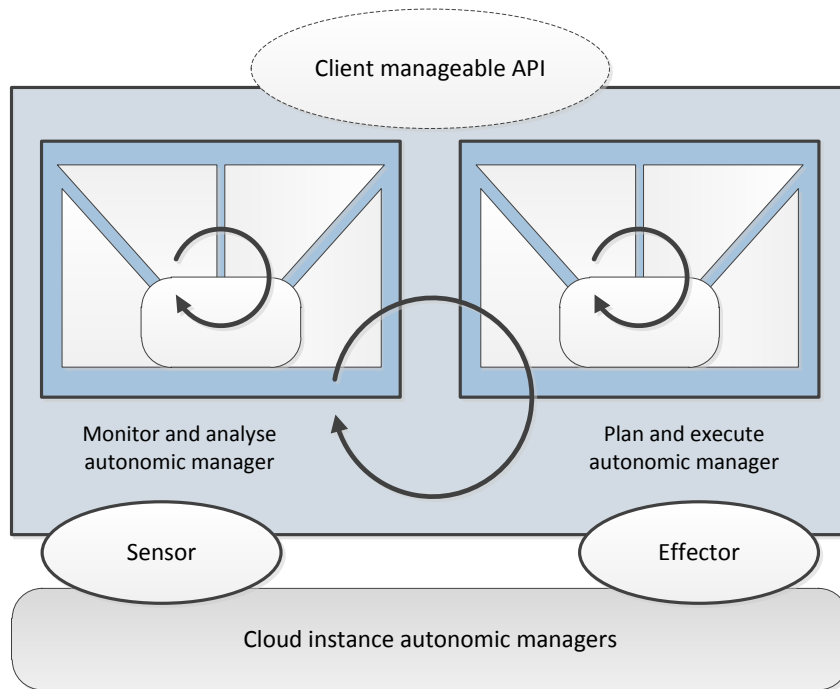 Client manageable API
Monitor and analyse
autonomic manager
Plan and execute
autonomic manager
Sensor
Effector
Cloud instance autonomic managers